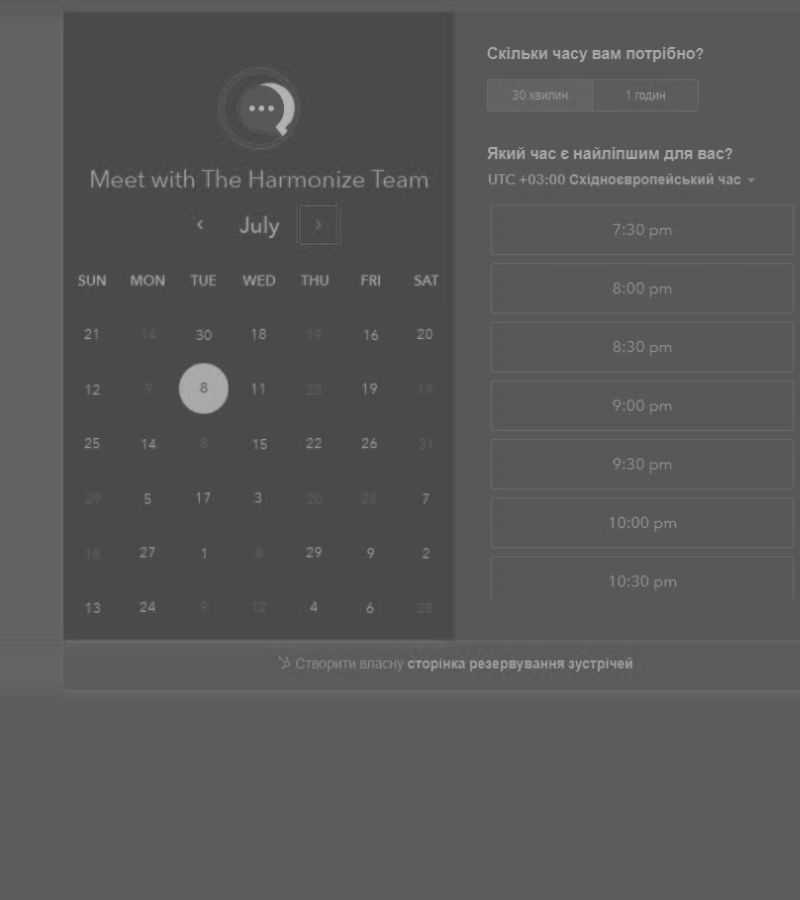 Meet with The Harmonize Team
July
SUN MON TUE WED THU FRI SAT
21 14 30 18 19 16 20
12 9 8 11 28 19 19
25 14 8 15 22 26 31
29 5 17 3 20 25 7
18 27 1 8 29 9 2
13 24 9 12 4 6 28
Скільки часу вам потрібно?
30 хвилин 1 годин
Який час є найліпшим для вас?
UTC +03:00 Східноєвропейський час
7:30 pm
8:00 pm
8:30 pm
9:00 pm
9:30 pm
10:00 pm
10:30 pm
Створити власну сторінка резервування зустрічей